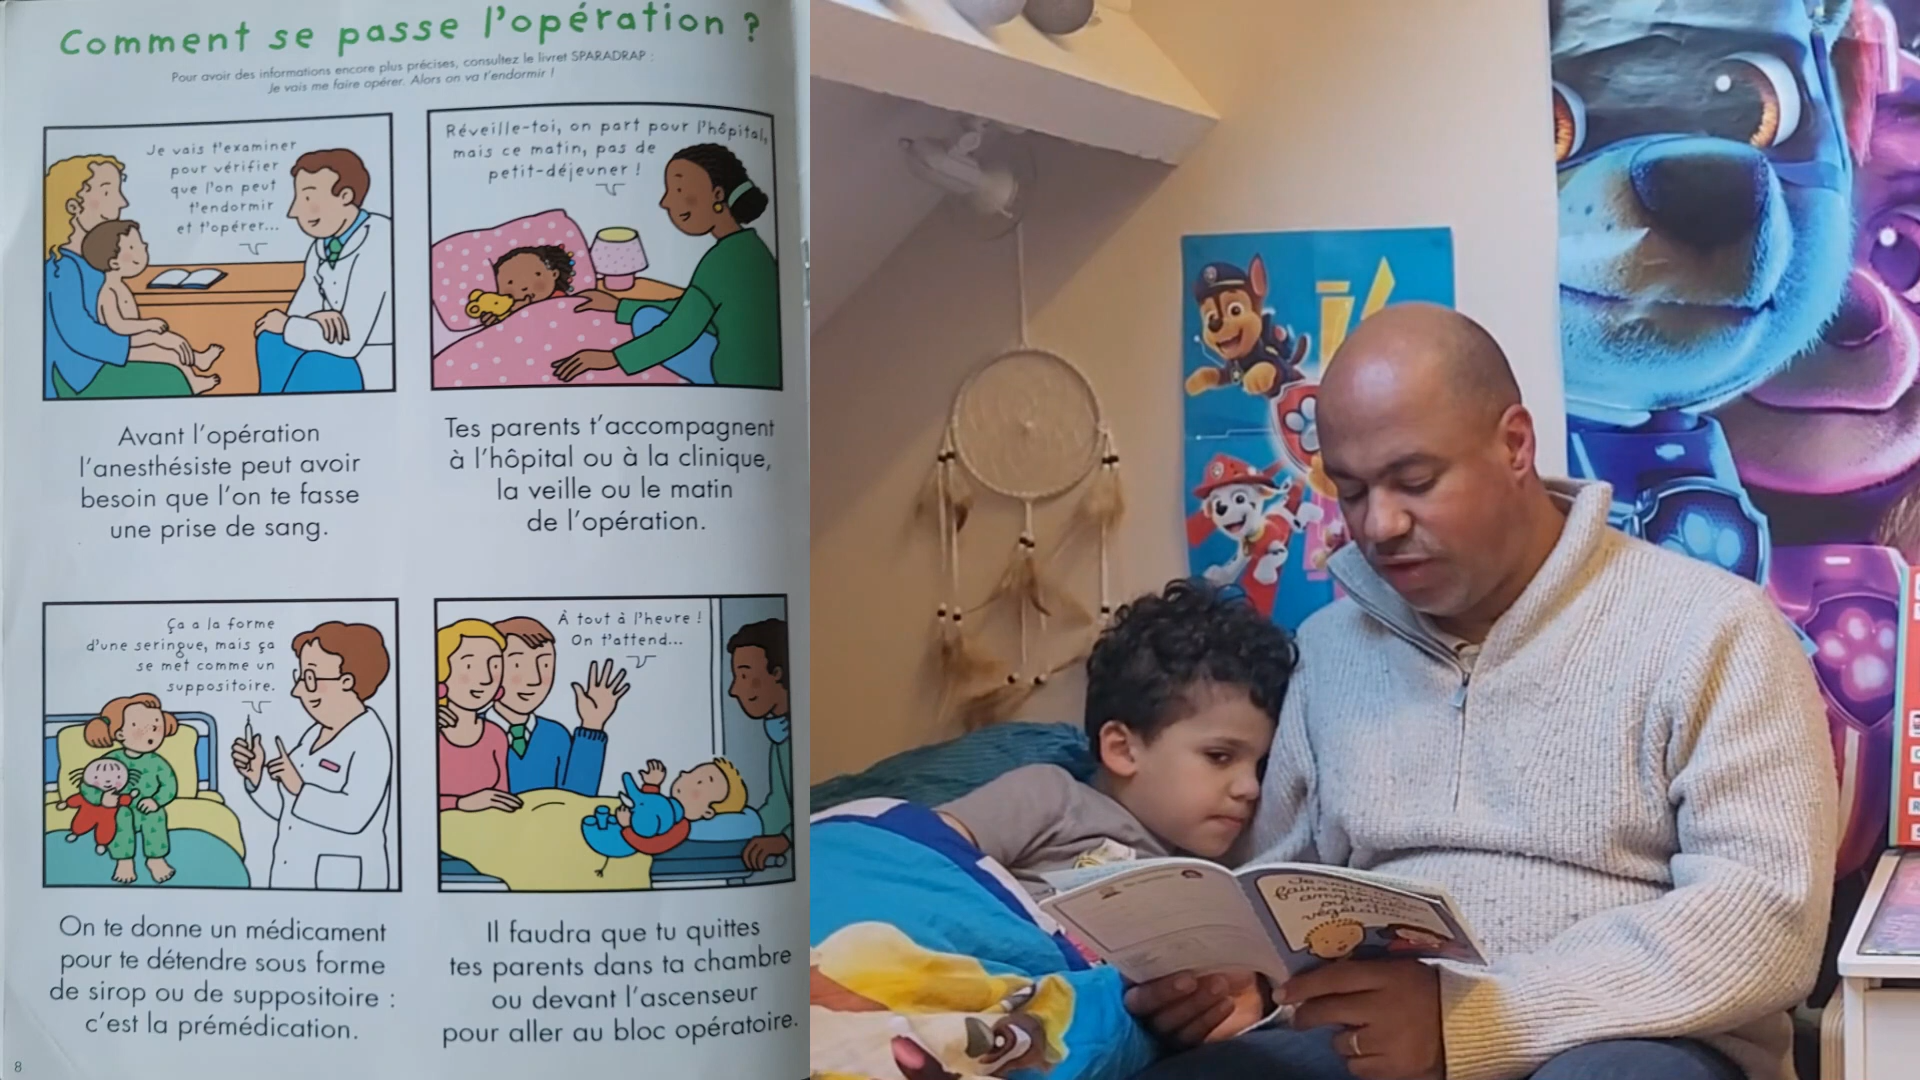 Comment se passe l'opération ?
Pour avoir des informations encore plus précises, consultez le livret SPARADRAP :
Je vais me faire opérer. Alors on va t'endormir !
Je vais t'examiner
pour vérifier
que l'on peut
t'endormir
et t'opérer...
Réveille-toi, on part pour l'hôpital,
mais ce matin, pas de
petit-déjeuner !
Avant l'opération
l'anesthésiste peut avoir
besoin que l'on te fasse
une prise de sang.
Tes parents t'accompagnent
à l'hôpital ou à la clinique,
la veille ou le matin
de l'opération.
Ça a la forme
d'une seringue, mais ça
se met comme un
suppositoire.
À tout à l'heure !
On t'attend...
On te donne un médicament
pour te détendre sous forme
de sirop ou de suppositoire :
c'est la prémédication.
Il faudra que tu quittes
tes parents dans ta chambre
ou devant l'ascenseur
pour aller au bloc opératoire.
8